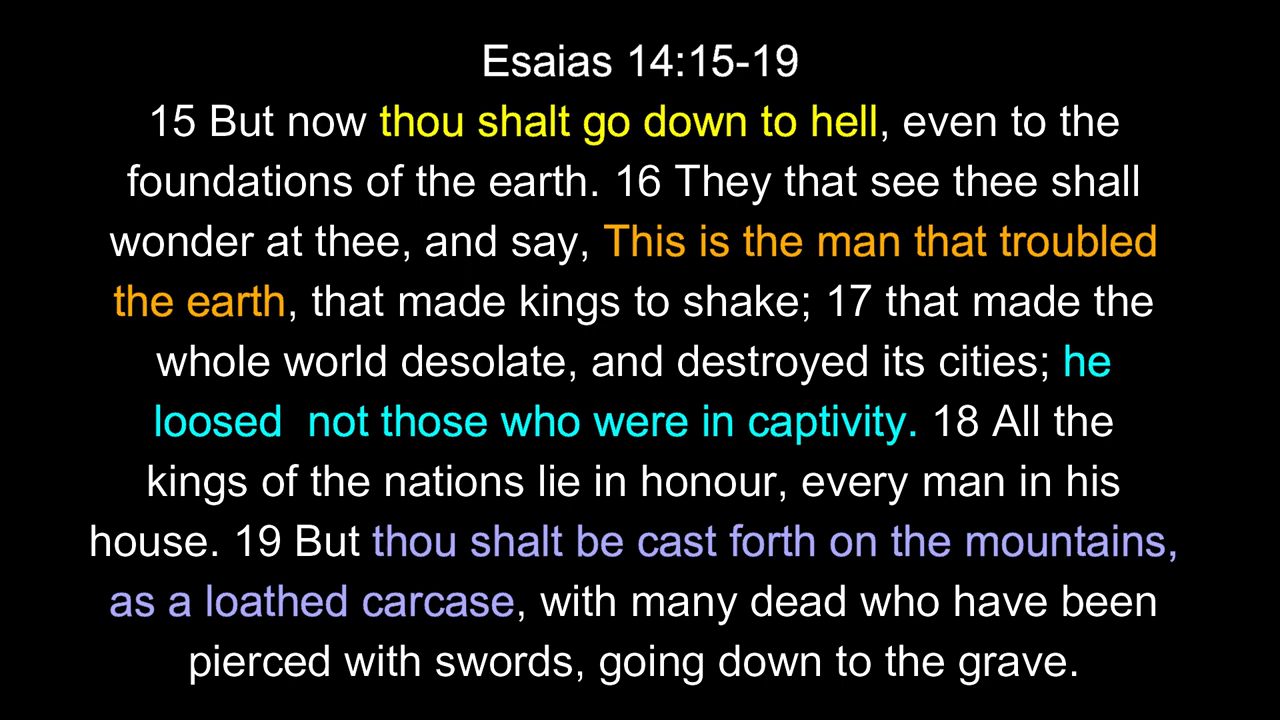 Esaias 14:15-19
15 But now thou shalt go down to hell, even to the
foundations of the earth. 16 They that see thee shall
wonder at thee, and say, This is the man that troubled
the earth, that made kings to shake; 17 that made the
whole world desolate, and destroyed its cities; he
loosed  not those who were in captivity. 18 All the
kings of the nations lie in honour, every man in his
house. 19 But thou shalt be cast forth on the mountains,
as a loathed carcase, with many dead who have been
pierced with swords, going down to the grave.